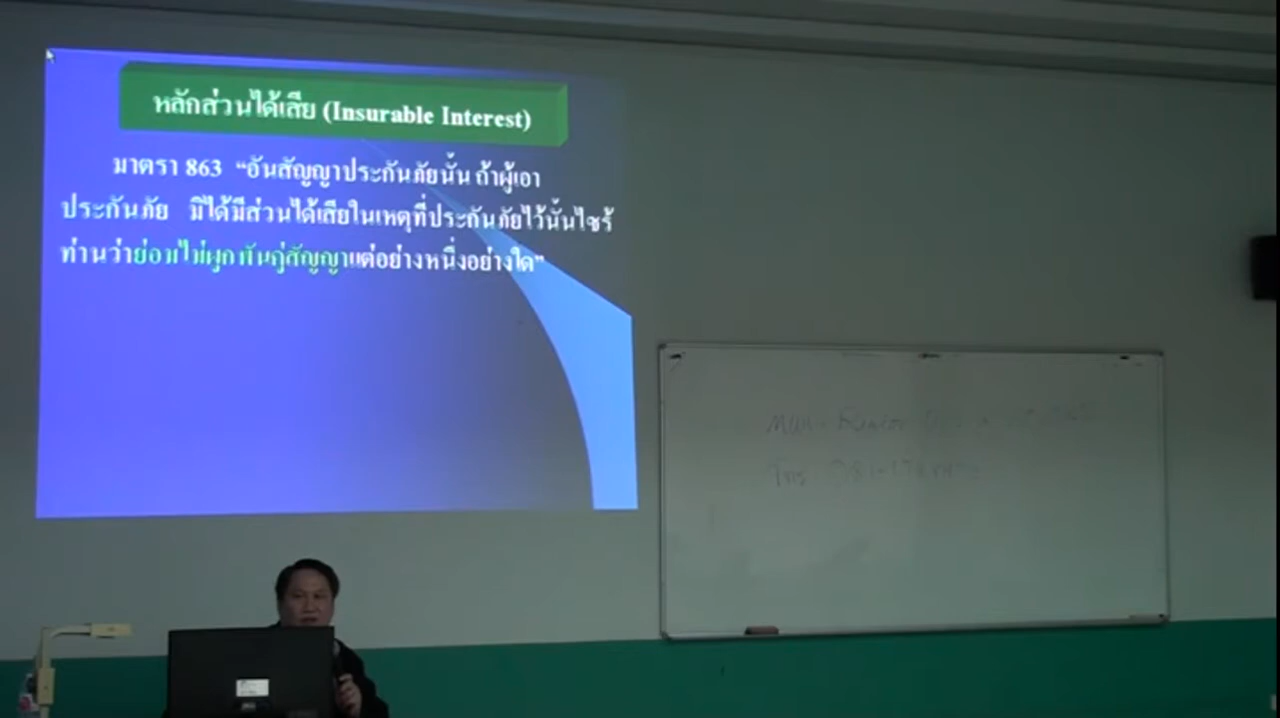 หลักส่วนได้เสีย (Insurable Interest)
มาตรา 863 “อันสัญญาประกันภัยนั้น ถ้าผู้เอา
ประกันภัย มิได้มีส่วนได้เสียในเหตุที่ประกันภัยไว้นั้นไซร้
ท่านว่าย่อมไม่ผูกพันคู่สัญญาแต่อย่างหนึ่งอย่างใด”
โทร